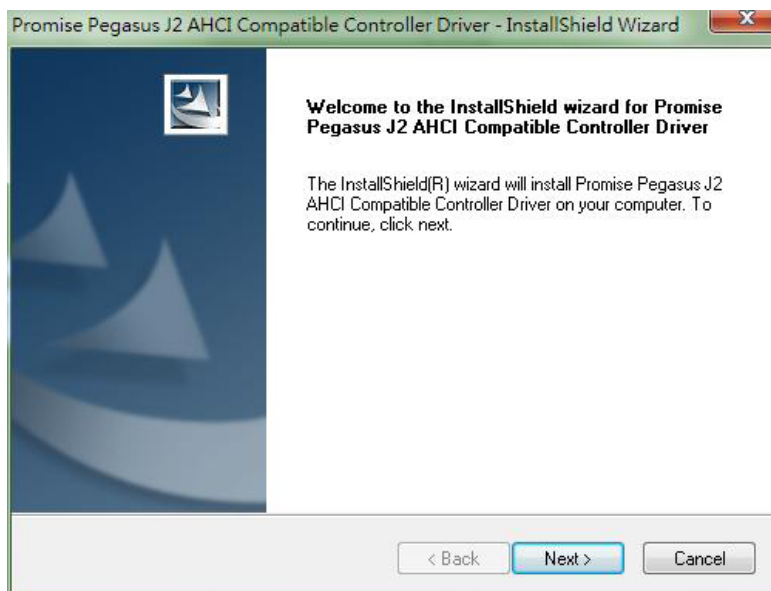 Promise Pegasus J2 AHCI Compatible Controller Driver - InstallShield Wizard
Welcome to the InstallShield wizard for Promise
Pegasus J2 AHCI Compatible Controller Driver
The InstallShield(R) wizard will install Promise Pegasus J2
AHCI Compatible Controller Driver on your computer. To
continue, click next.
< Back Next > Cancel